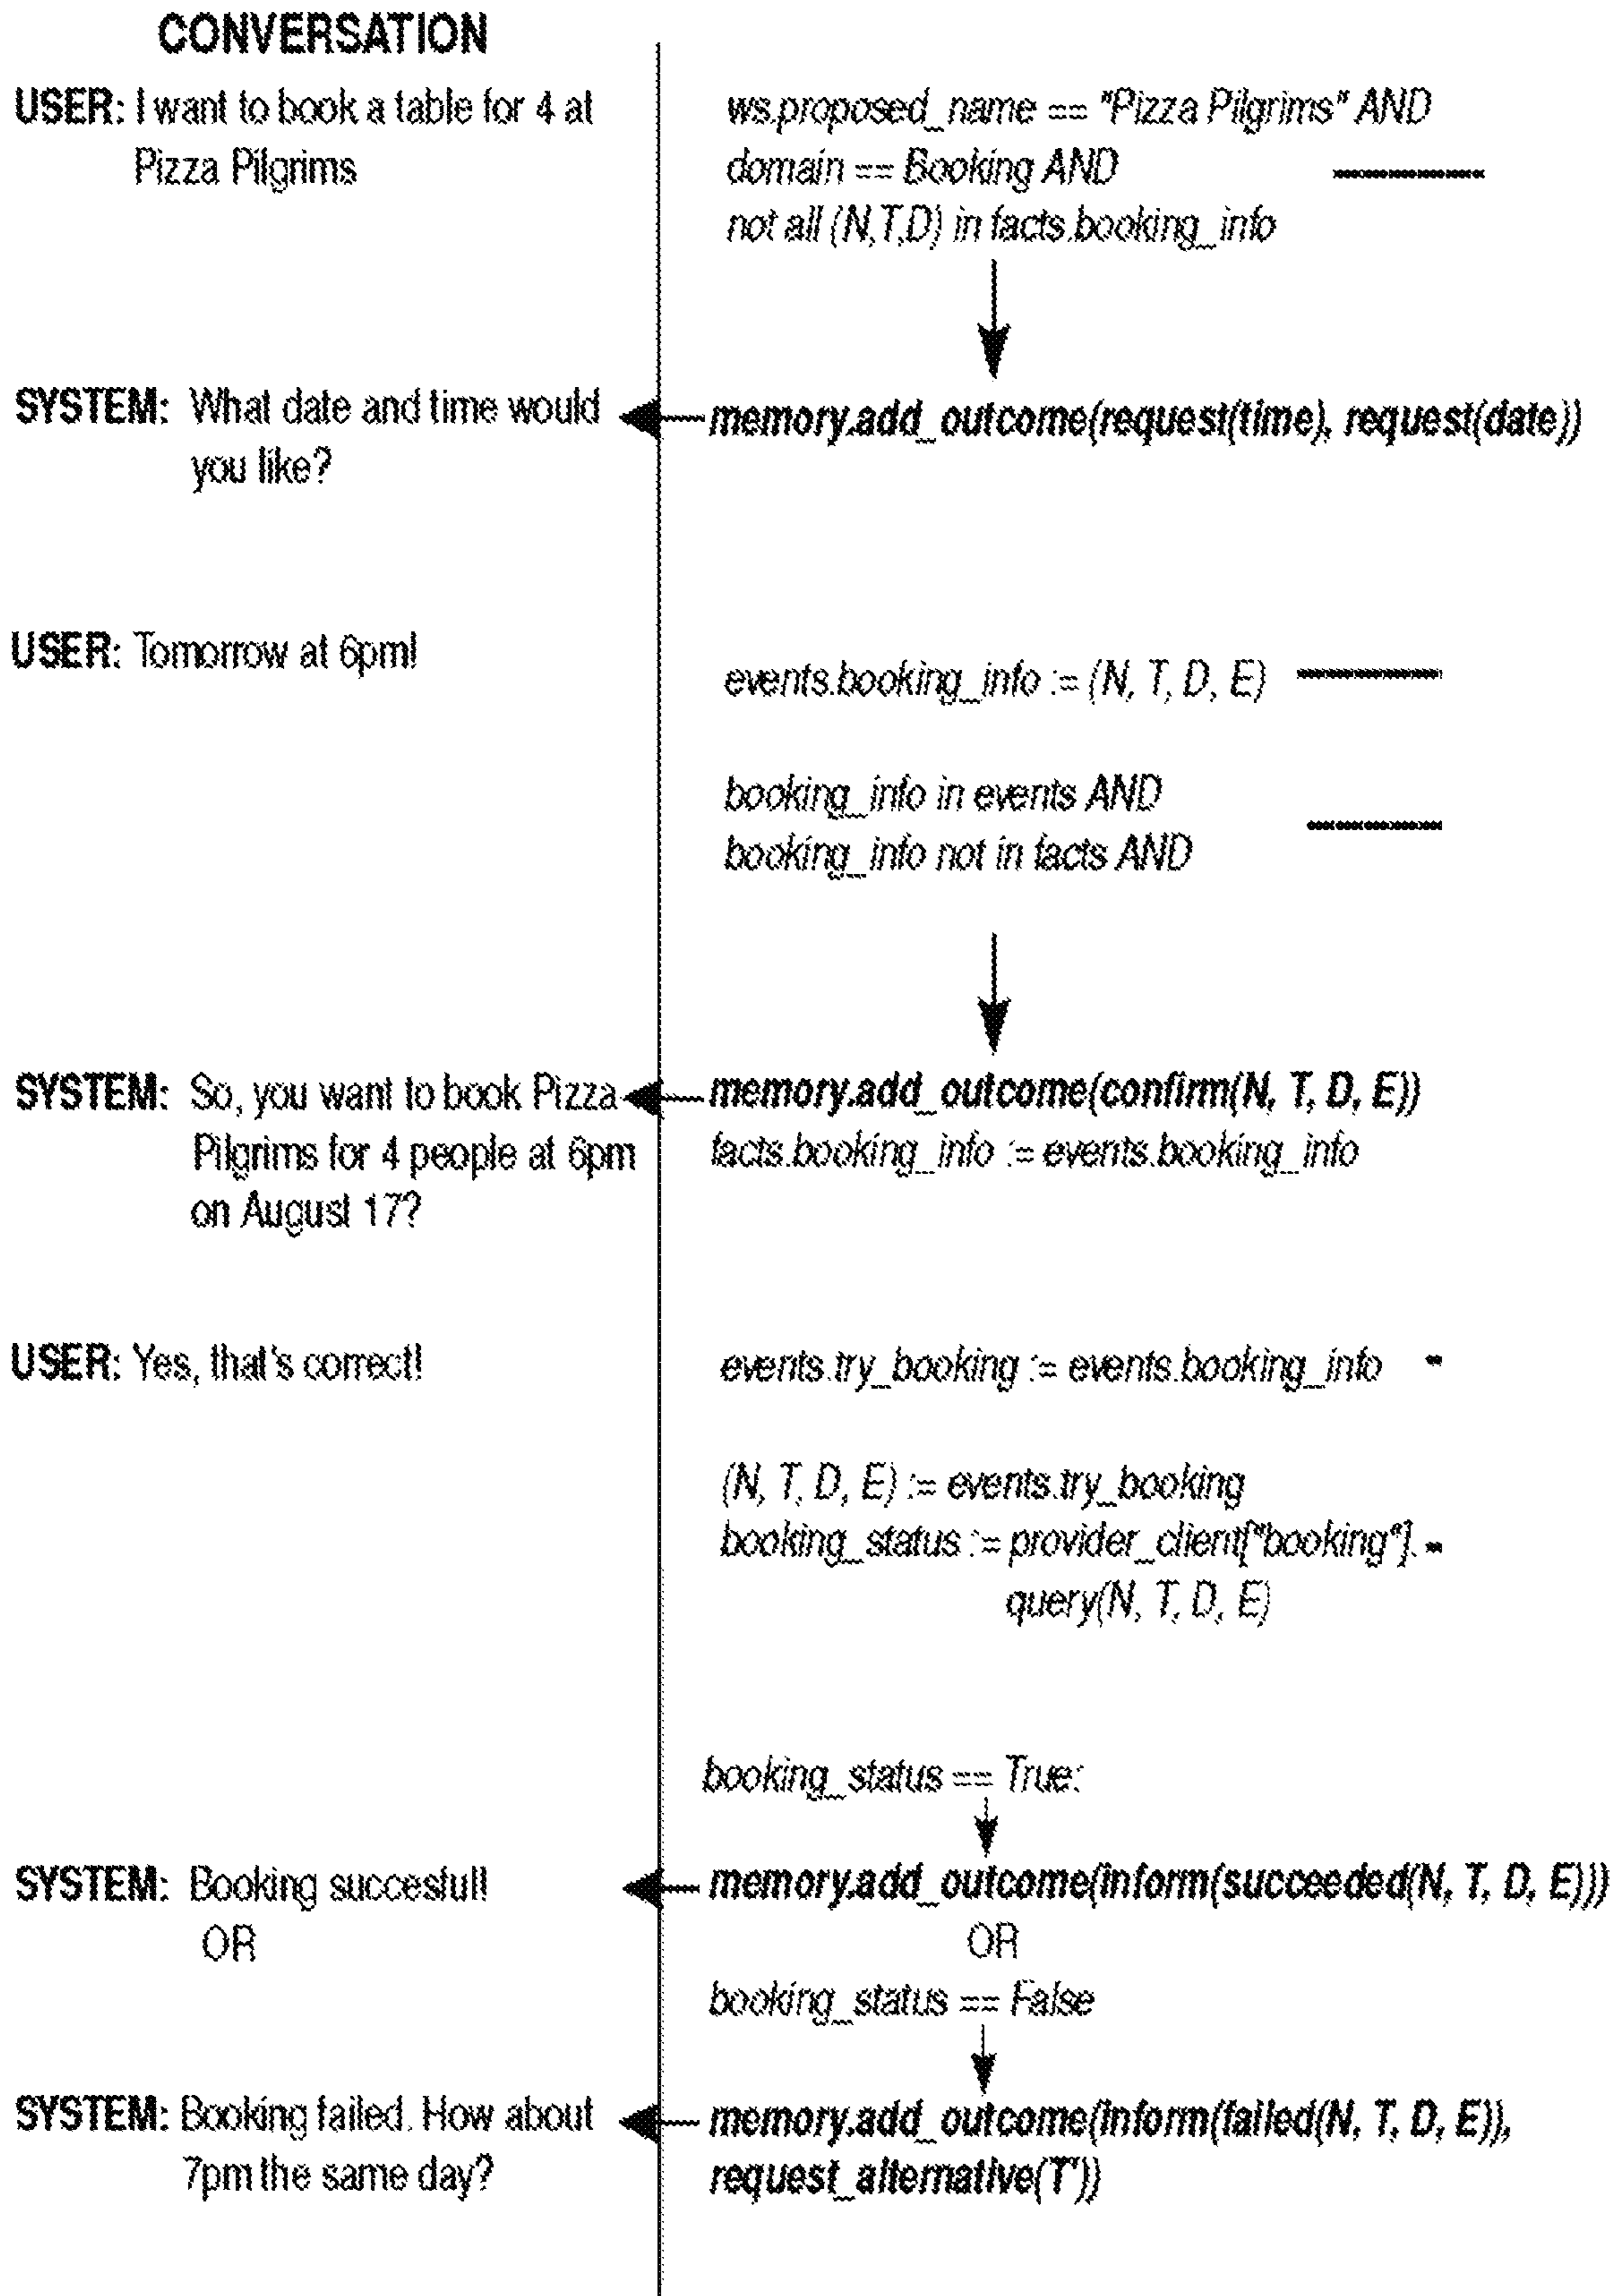 CONVERSATION
USER: I want to book a table for 4 at
Pizza Pilgrims
ws.proposed_name == "Pizza Pilgrims" AND
domain == Booking AND
not all (N,T,D) in facts.booking_info
SYSTEM: What date and time would
you like?
memory.add_outcome(request(time), request(date))
USER: Tomorrow at 6pm!
events.booking_info := (N, T, D, E)
booking_info in events AND
booking_info not in facts AND
SYSTEM: So, you want to book Pizza
Pilgrims for 4 people at 6pm
on August 17?
memory.add_outcome(confirm(N, T, D, E))
facts.booking_info := events.booking_info
USER: Yes, that's correct!
events.try_booking := events.booking_info
(N, T, D, E) := events.try_booking
booking_status := provider_client["booking"].
query(N, T, D, E)
booking_status == True:
SYSTEM: Booking succesful!
OR
memory.add_outcome(inform(succeeded(N, T, D, E)))
OR
booking_status == False
SYSTEM: Booking failed. How about
7pm the same day?
memory.add_outcome(inform(failed(N, T, D, E)),
request_alternative(T'))